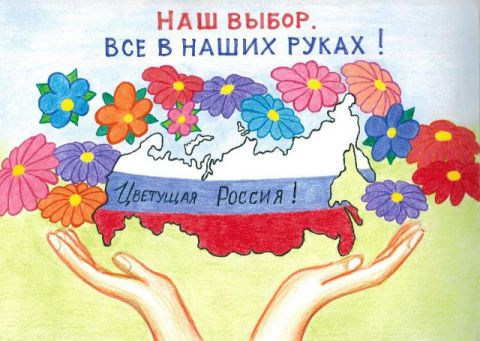 Наш выбор.
Все в наших руках!
Цветущая Россия!